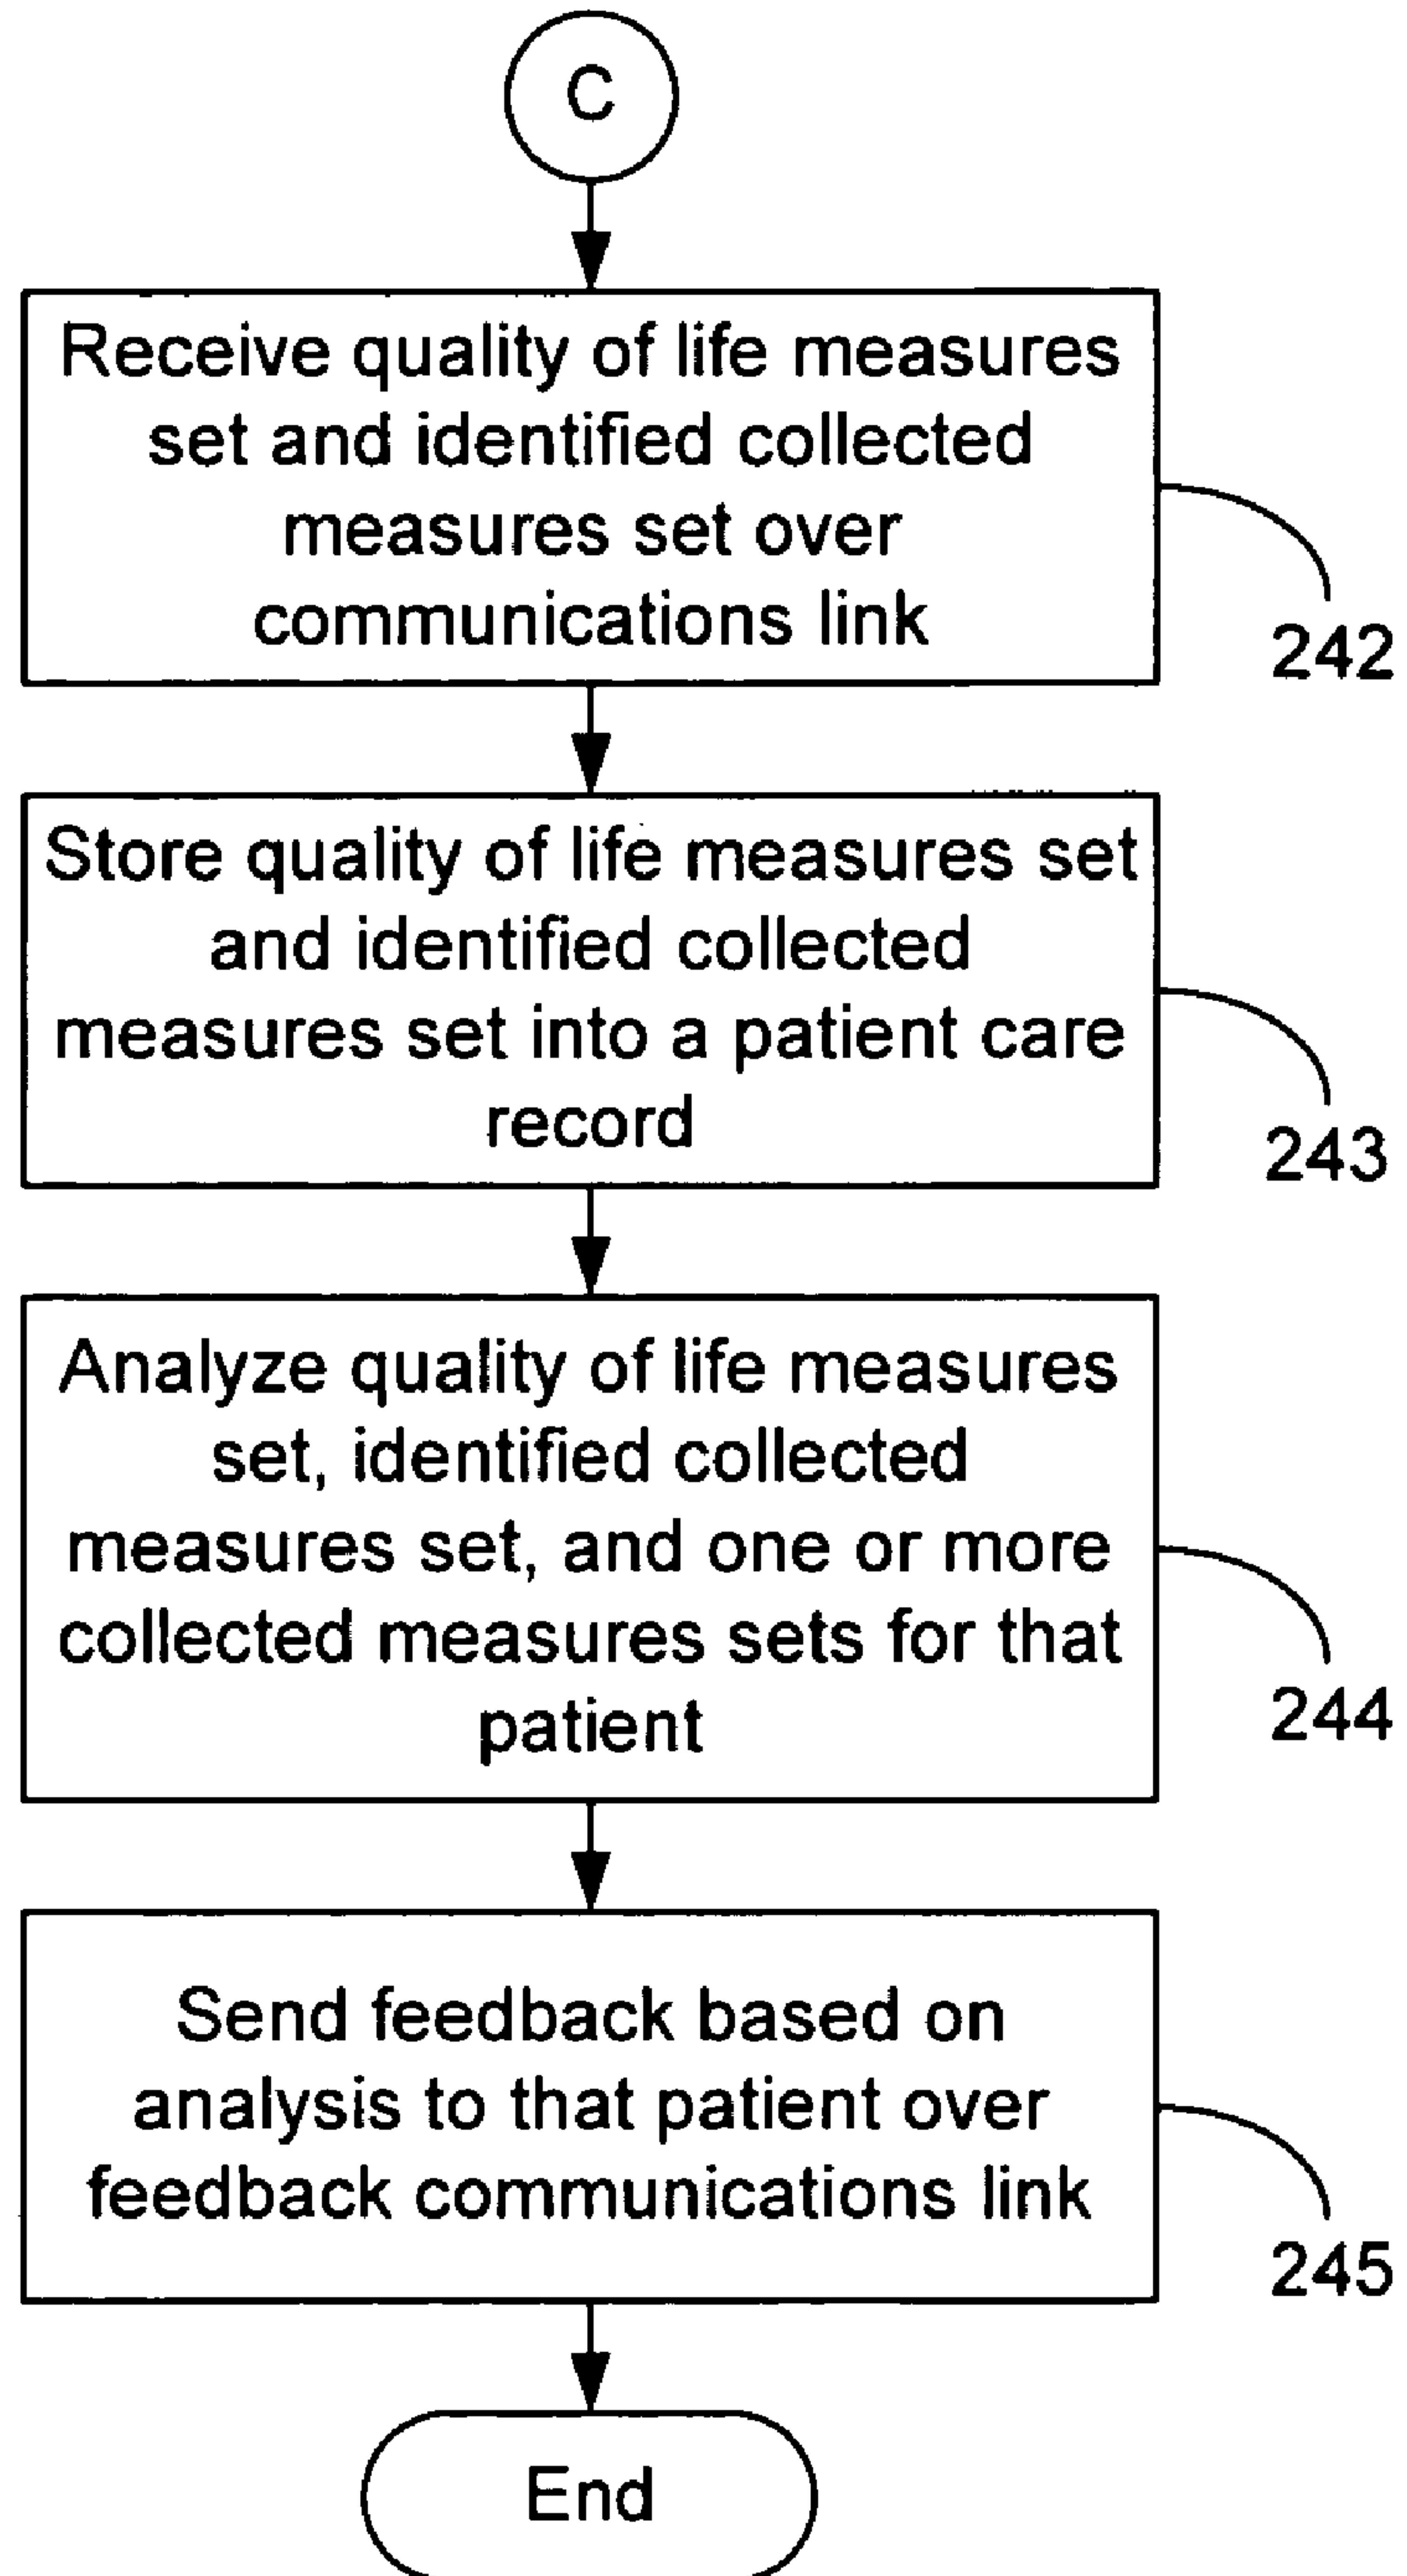 C
Receive quality of life measures
set and identified collected
measures set over
communications link
242
Store quality of life measures set
and identified collected
measures set into a patient care
record
243
Analyze quality of life measures
set, identified collected
measures set, and one or more
collected measures sets for that
patient
244
Send feedback based on
analysis to that patient over
feedback communications link
245
End